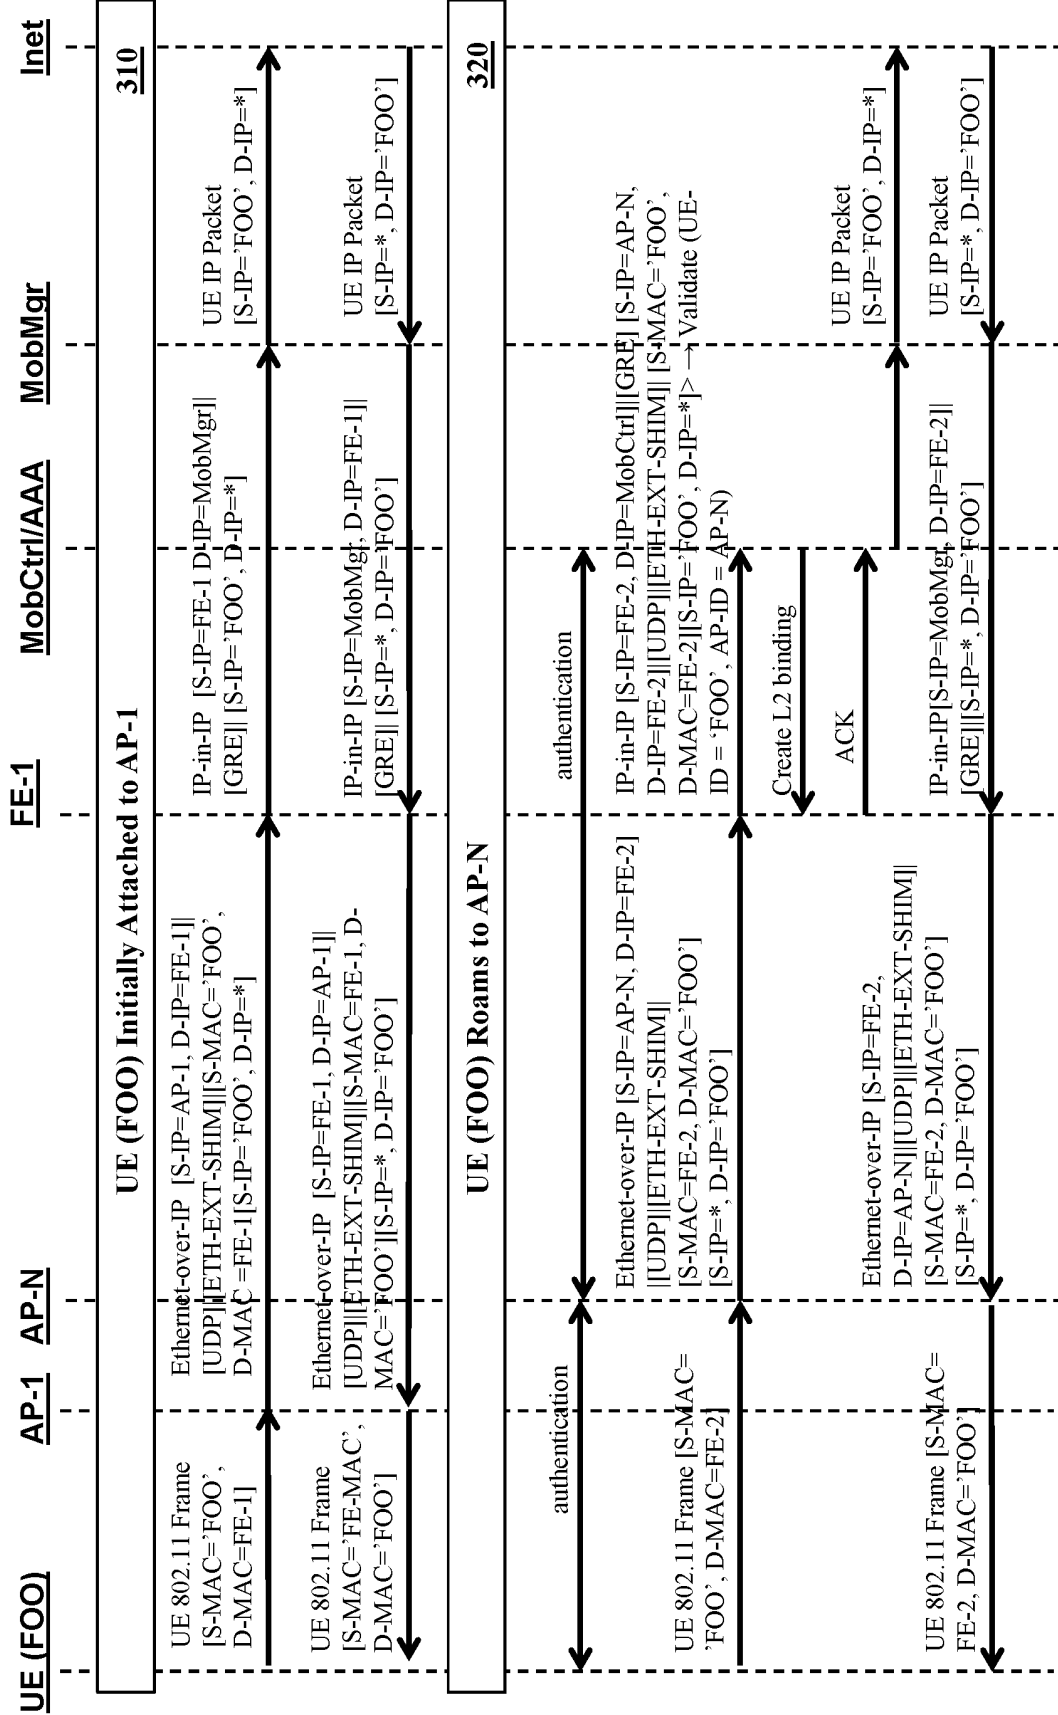 UE (FOO)
AP-1
AP-N
FE-1
MobCtrl/AAA
MobMgr
Inet
UE (FOO) Initially Attached to AP-1
310
UE 802.11 Frame
[S-MAC='FOO',
D-MAC=FE-1]
Ethernet-over-IP [S-IP=AP-1, D-IP=FE-1]||
[UDP]||[ETH-EXT-SHIM]||[S-MAC='FOO',
D-MAC =FE-1[S-IP='FOO', D-IP=*]
IP-in-IP [S-IP=FE-1 D-IP=MobMgr]||
[GRE]|| [S-IP='FOO', D-IP=*]
UE IP Packet
[S-IP='FOO', D-IP=*]
UE 802.11 Frame
[S-MAC='FE-MAC',
D-MAC='FOO']
Ethernet-over-IP [S-IP=FE-1, D-IP=AP-1]||
[UDP]||[ETH-EXT-SHIM]||[S-MAC=FE-1, D-
MAC='FOO'][S-IP=*, D-IP='FOO']
IP-in-IP [S-IP=MobMgr, D-IP=FE-1]||
[GRE]|| [S-IP=*, D-IP='FOO']
UE IP Packet
[S-IP=*, D-IP='FOO']
UE (FOO) Roams to AP-N
320
authentication
authentication
UE 802.11 Frame [S-MAC=
'FOO', D-MAC=FE-2]
Ethernet-over-IP [S-IP=AP-N, D-IP=FE-2]
||[UDP]||[ETH-EXT-SHIM]||
[S-MAC=FE-2, D-MAC='FOO']
[S-IP=*, D-IP='FOO']
IP-in-IP [S-IP=FE-2, D-IP=MobCtrl]||[GRE] [S-IP=AP-N,
D-IP=FE-2]||[UDP]||[ETH-EXT-SHIM]|| [S-MAC='FOO',
D-MAC=FE-2][S-IP='FOO', D-IP=*]> → Validate (UE-
ID = 'FOO', AP-ID = AP-N)
Create L2 binding
ACK
UE IP Packet
[S-IP='FOO', D-IP=*]
UE 802.11 Frame [S-MAC=
FE-2, D-MAC='FOO']
Ethernet-over-IP [S-IP=FE-2,
D-IP=AP-N]||[UDP]||[ETH-EXT-SHIM]||
[S-MAC=FE-2, D-MAC='FOO']
[S-IP=*, D-IP='FOO']
IP-in-IP[S-IP=MobMgr, D-IP=FE-2]||
[GRE]||[S-IP=*, D-IP='FOO']
UE IP Packet
[S-IP=*, D-IP='FOO']